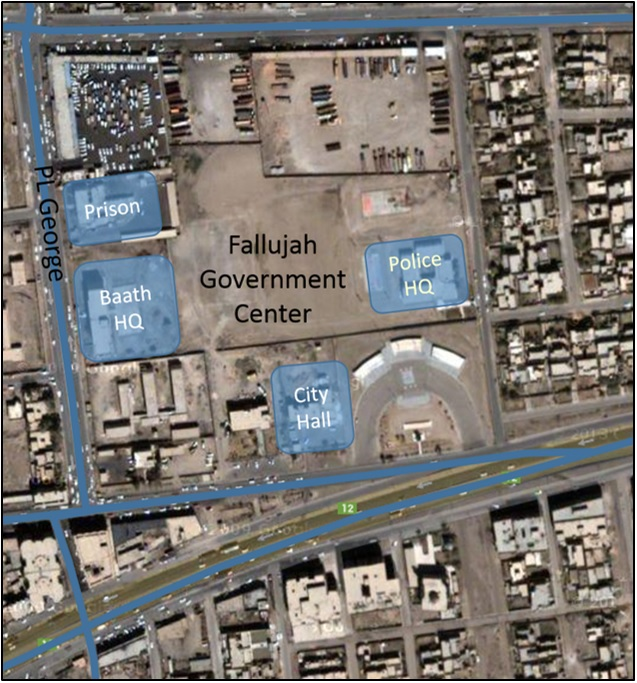 PL George
Prison
Fallujah
Government
Center
Police
HQ
Baath
HQ
City
Hall
12